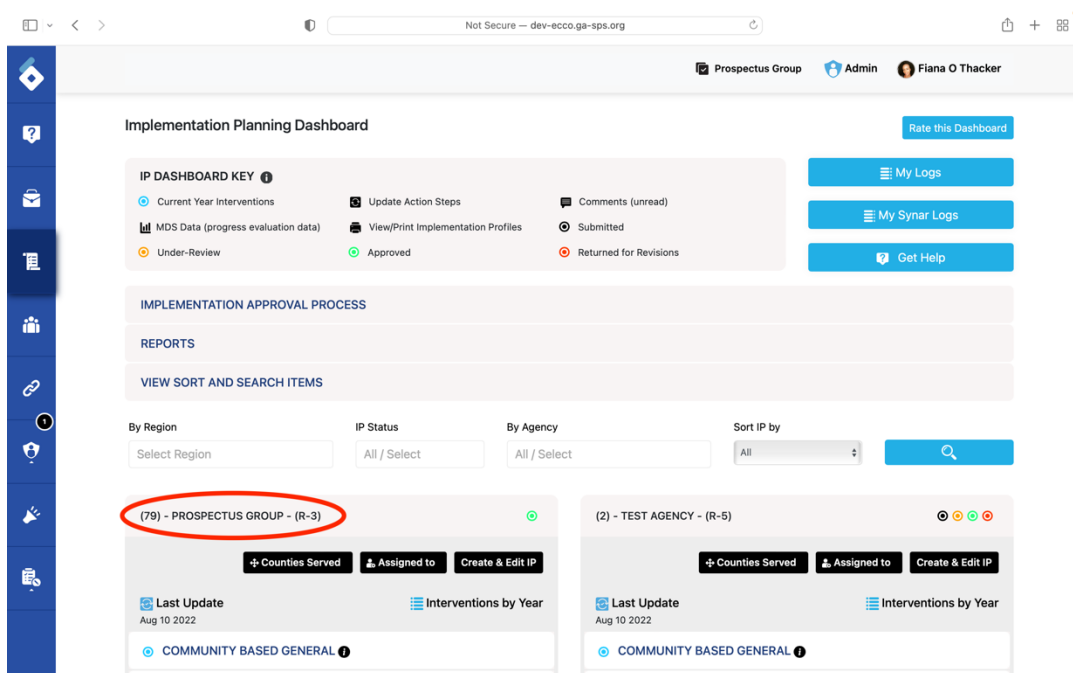 Not Secure — dev-ecco.ga-sps.org
Prospectus Group Admin Fiana O Thacker
Implementation Planning Dashboard
Rate this Dashboard
IP DASHBOARD KEY
My Logs
Current Year Interventions Update Action Steps Comments (unread)
My Synar Logs
MDS Data (progress evaluation data) View/Print Implementation Profiles Submitted
Under-Review Approved Returned for Revisions
Get Help
IMPLEMENTATION APPROVAL PROCESS
REPORTS
VIEW SORT AND SEARCH ITEMS
1
By Region IP Status By Agency Sort IP by
Select Region All / Select All / Select All
(79) - PROSPECTUS GROUP - (R-3) (2) - TEST AGENCY - (R-5)
Counties Served Assigned to Create & Edit IP Counties Served Assigned to Create & Edit IP
Last Update Interventions by Year Last Update Interventions by Year
Aug 10 2022 Aug 10 2022
COMMUNITY BASED GENERAL COMMUNITY BASED GENERAL